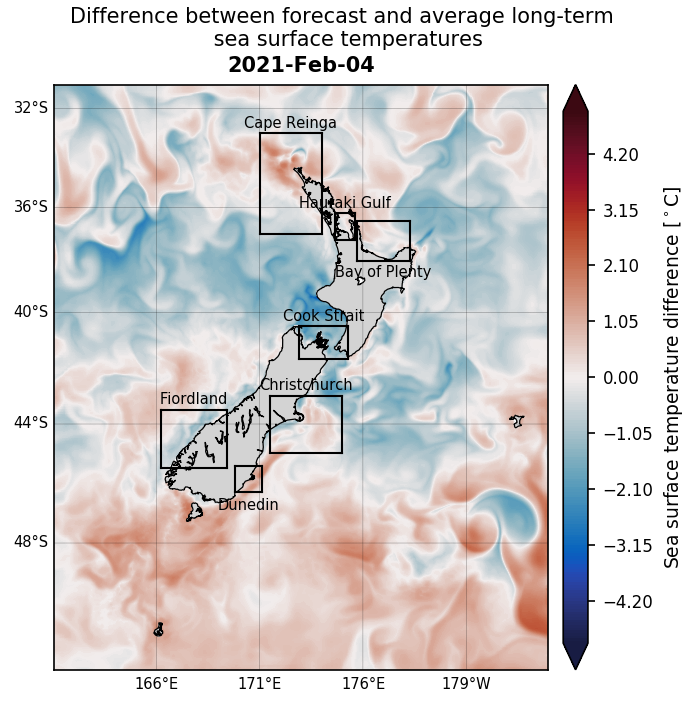 Difference between forecast and average long-term
sea surface temperatures
2021-Feb-04
32°S
36°S
40°S
44°S
48°S
166°E
171°E
176°E
179°W
Cape Reinga
Hauraki Gulf
Bay of Plenty
Cook Strait
Christchurch
Fiordland
Dunedin
4.20
3.15
2.10
1.05
0.00
−1.05
−2.10
−3.15
−4.20
Sea surface temperature difference [°C]